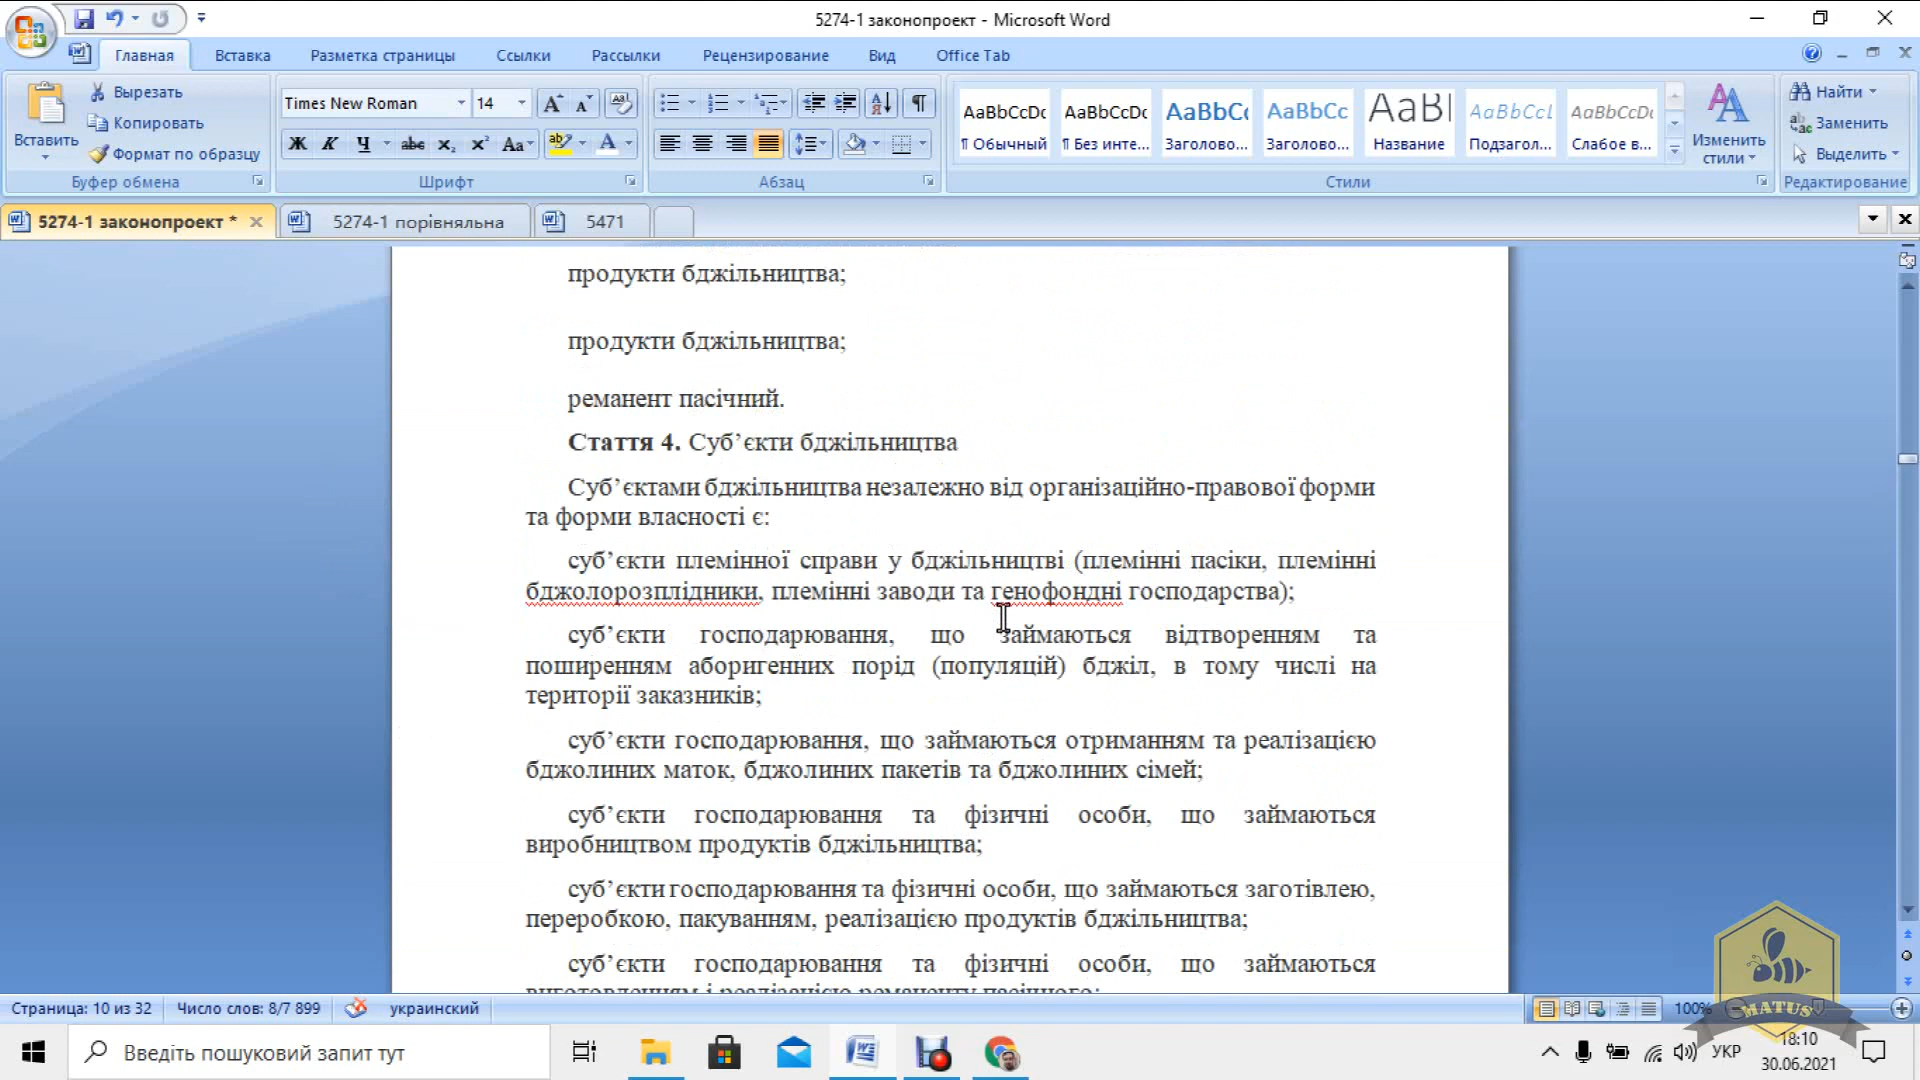 5274-1 законопроект - Microsoft Word
Главная Вставка Разметка страницы Ссылки Рассылки Рецензирование Вид Office Tab
Вставить
Вырезать
Копировать
Формат по образцу
Буфер обмена
Times New Roman 14
Ж К Ч abc x₂ x² Aa
Шрифт
Абзац
AaBbCcDc AaBbCcDc AaBbC AaBbCc AaBl AaBbCcL AaBbCcDc
¶ Обычный ¶ Без инте... Заголово... Заголово... Название Подзагол... Слабое в...
Стили
Изменить стили
Найти
Заменить
Выделить
Редактирование
5274-1 законопроект * 5274-1 порівняльна 5471
продукти бджільництва;
продукти бджільництва;
реманент пасічний.
Стаття 4. Суб’єкти бджільництва
Суб’єктами бджільництва незалежно від організаційно-правової форми
та форми власності є:
суб’єкти племінної справи у бджільництві (племінні пасіки, племінні
бджолорозплідники, племінні заводи та генофондні господарства);
суб’єкти господарювання, що займаються відтворенням та
поширенням аборигенних порід (популяцій) бджіл, в тому числі на
території заказників;
суб’єкти господарювання, що займаються отриманням та реалізацією
бджолиних маток, бджолиних пакетів та бджолиних сімей;
суб’єкти господарювання та фізичні особи, що займаються
виробництвом продуктів бджільництва;
суб’єкти господарювання та фізичні особи, що займаються заготівлею,
переробкою, пакуванням, реалізацією продуктів бджільництва;
суб’єкти господарювання та фізичні особи, що займаються
виготовленням і реалізацією реманенту пасічного;
Страница: 10 из 32 Число слов: 8/7 899 украинский 100%
MATUS
Введіть пошуковий запит тут
УКР
18:10
30.06.2021